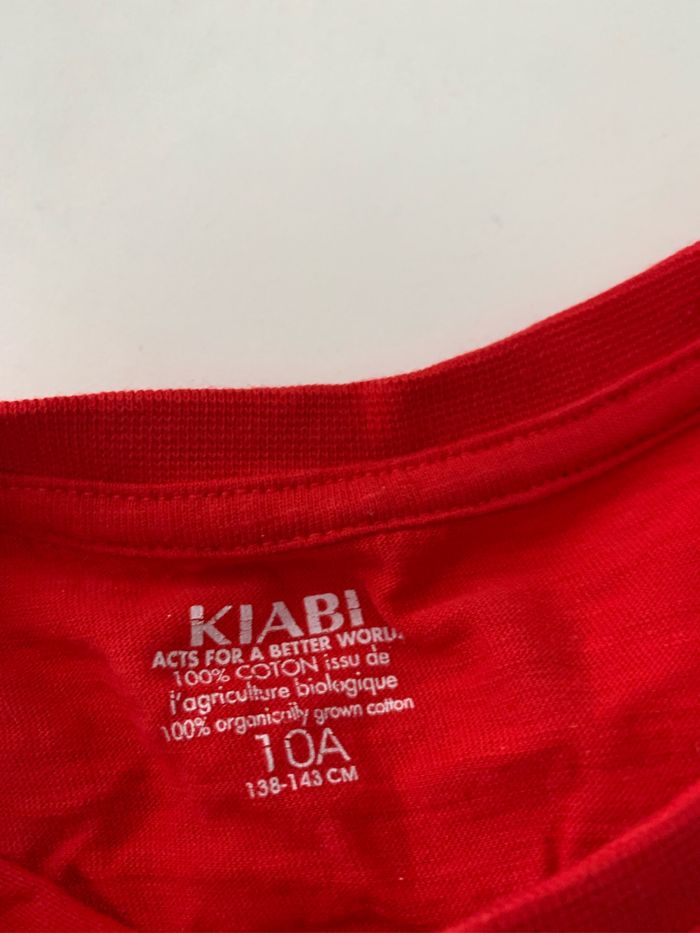 KIABI
ACTS FOR A BETTER WORLD
100% COTON issu de
l'agriculture biologique
100% organically grown cotton
10A
138-143 CM